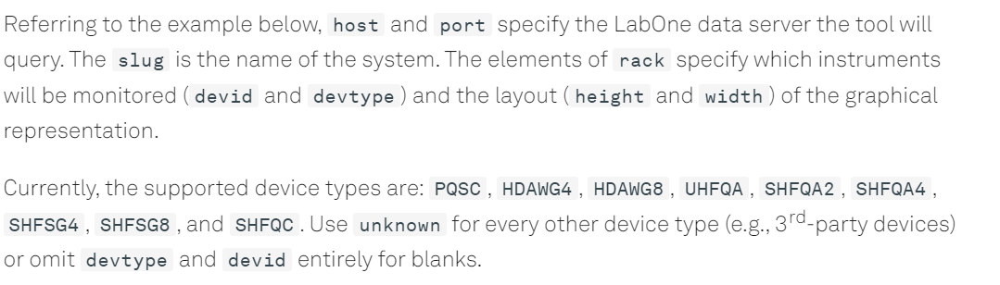 Referring to the example below, host and port specify the LabOne data server the tool will
query. The slug is the name of the system. The elements of rack specify which instruments
will be monitored ( devid and devtype ) and the layout ( height and width ) of the graphical
representation.
Currently, the supported device types are: PQSC , HDAWG4 , HDAWG8 , UHFQA , SHFQA2 , SHFQA4 ,
SHFSG4 , SHFSG8 , and SHFQC . Use unknown for every other device type (e.g., 3rd-party devices)
or omit devtype and devid entirely for blanks.